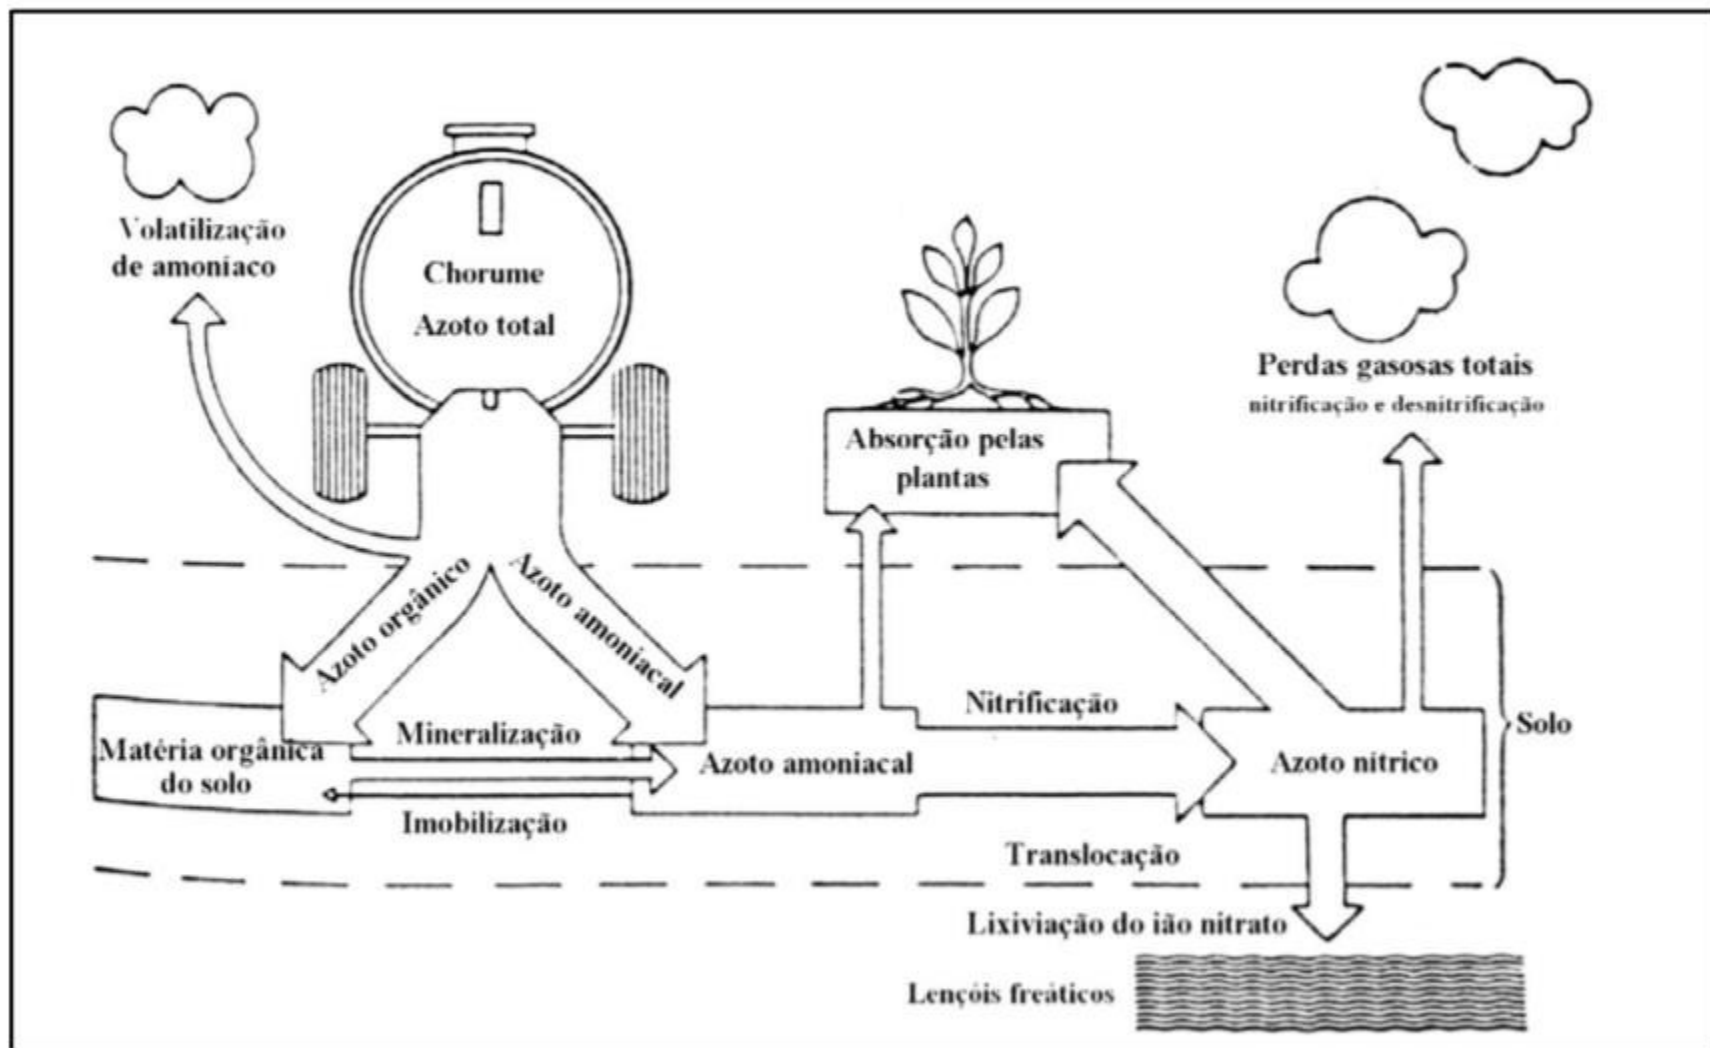 Volatilização
de amoníaco
Chorume
Azoto total
Absorção pelas
plantas
Perdas gasosas totais
nitrificação e desnitrificação
Azoto orgânico
Azoto amoniacal
Matéria orgânica
do solo
Mineralização
Imobilização
Azoto amoniacal
Nitrificação
Azoto nítrico
Solo
Translocação
Lixiviação do ião nitrato
Lençóis freáticos